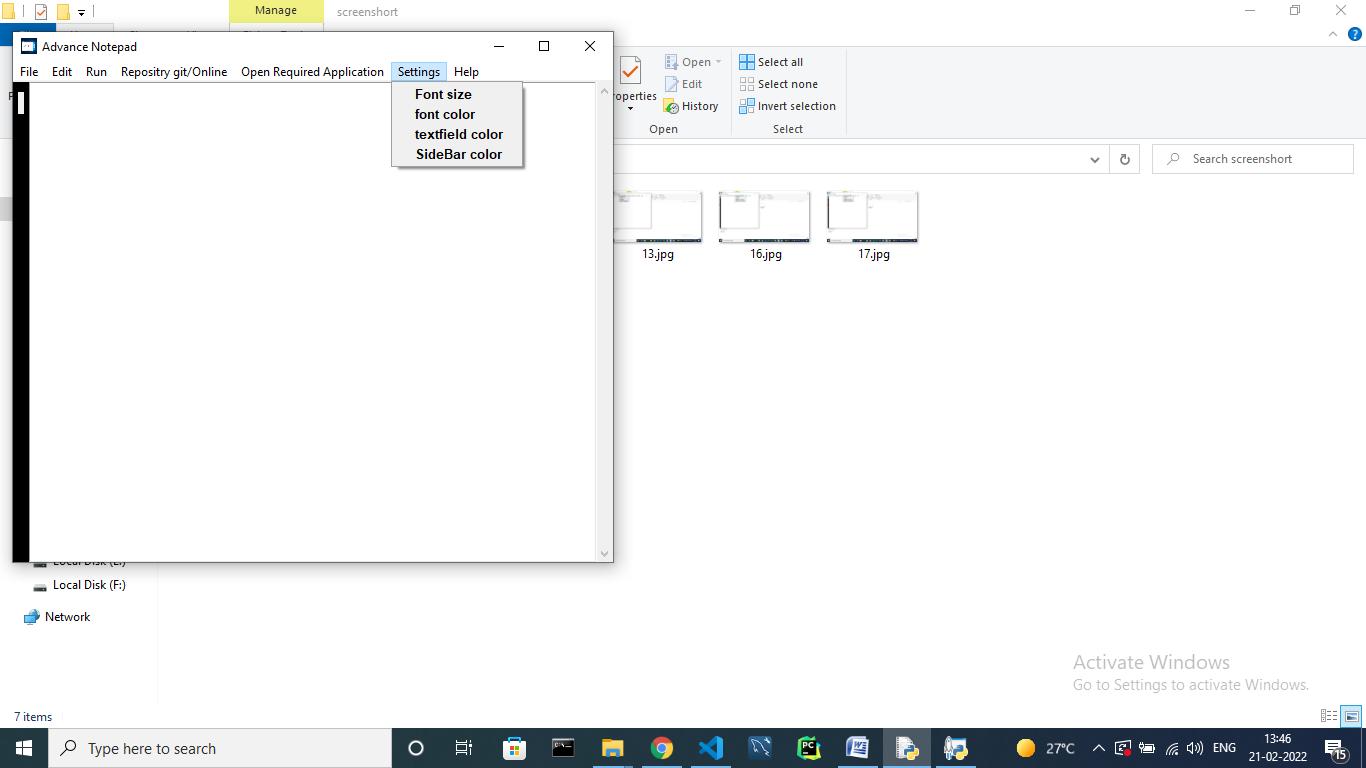 Manage
screenshort
Advance Notepad
File Edit Run Repositry git/Online Open Required Application Settings Help
Font size
font color
textfield color
SideBar color
Open
Select all
Edit
Select none
History
Invert selection
Open
Select
Search screenshort
13.jpg
16.jpg
17.jpg
Local Disk (F:)
Network
Activate Windows
Go to Settings to activate Windows.
7 items
Type here to search
PC
27°C
ENG
13:46
21-02-2022
15